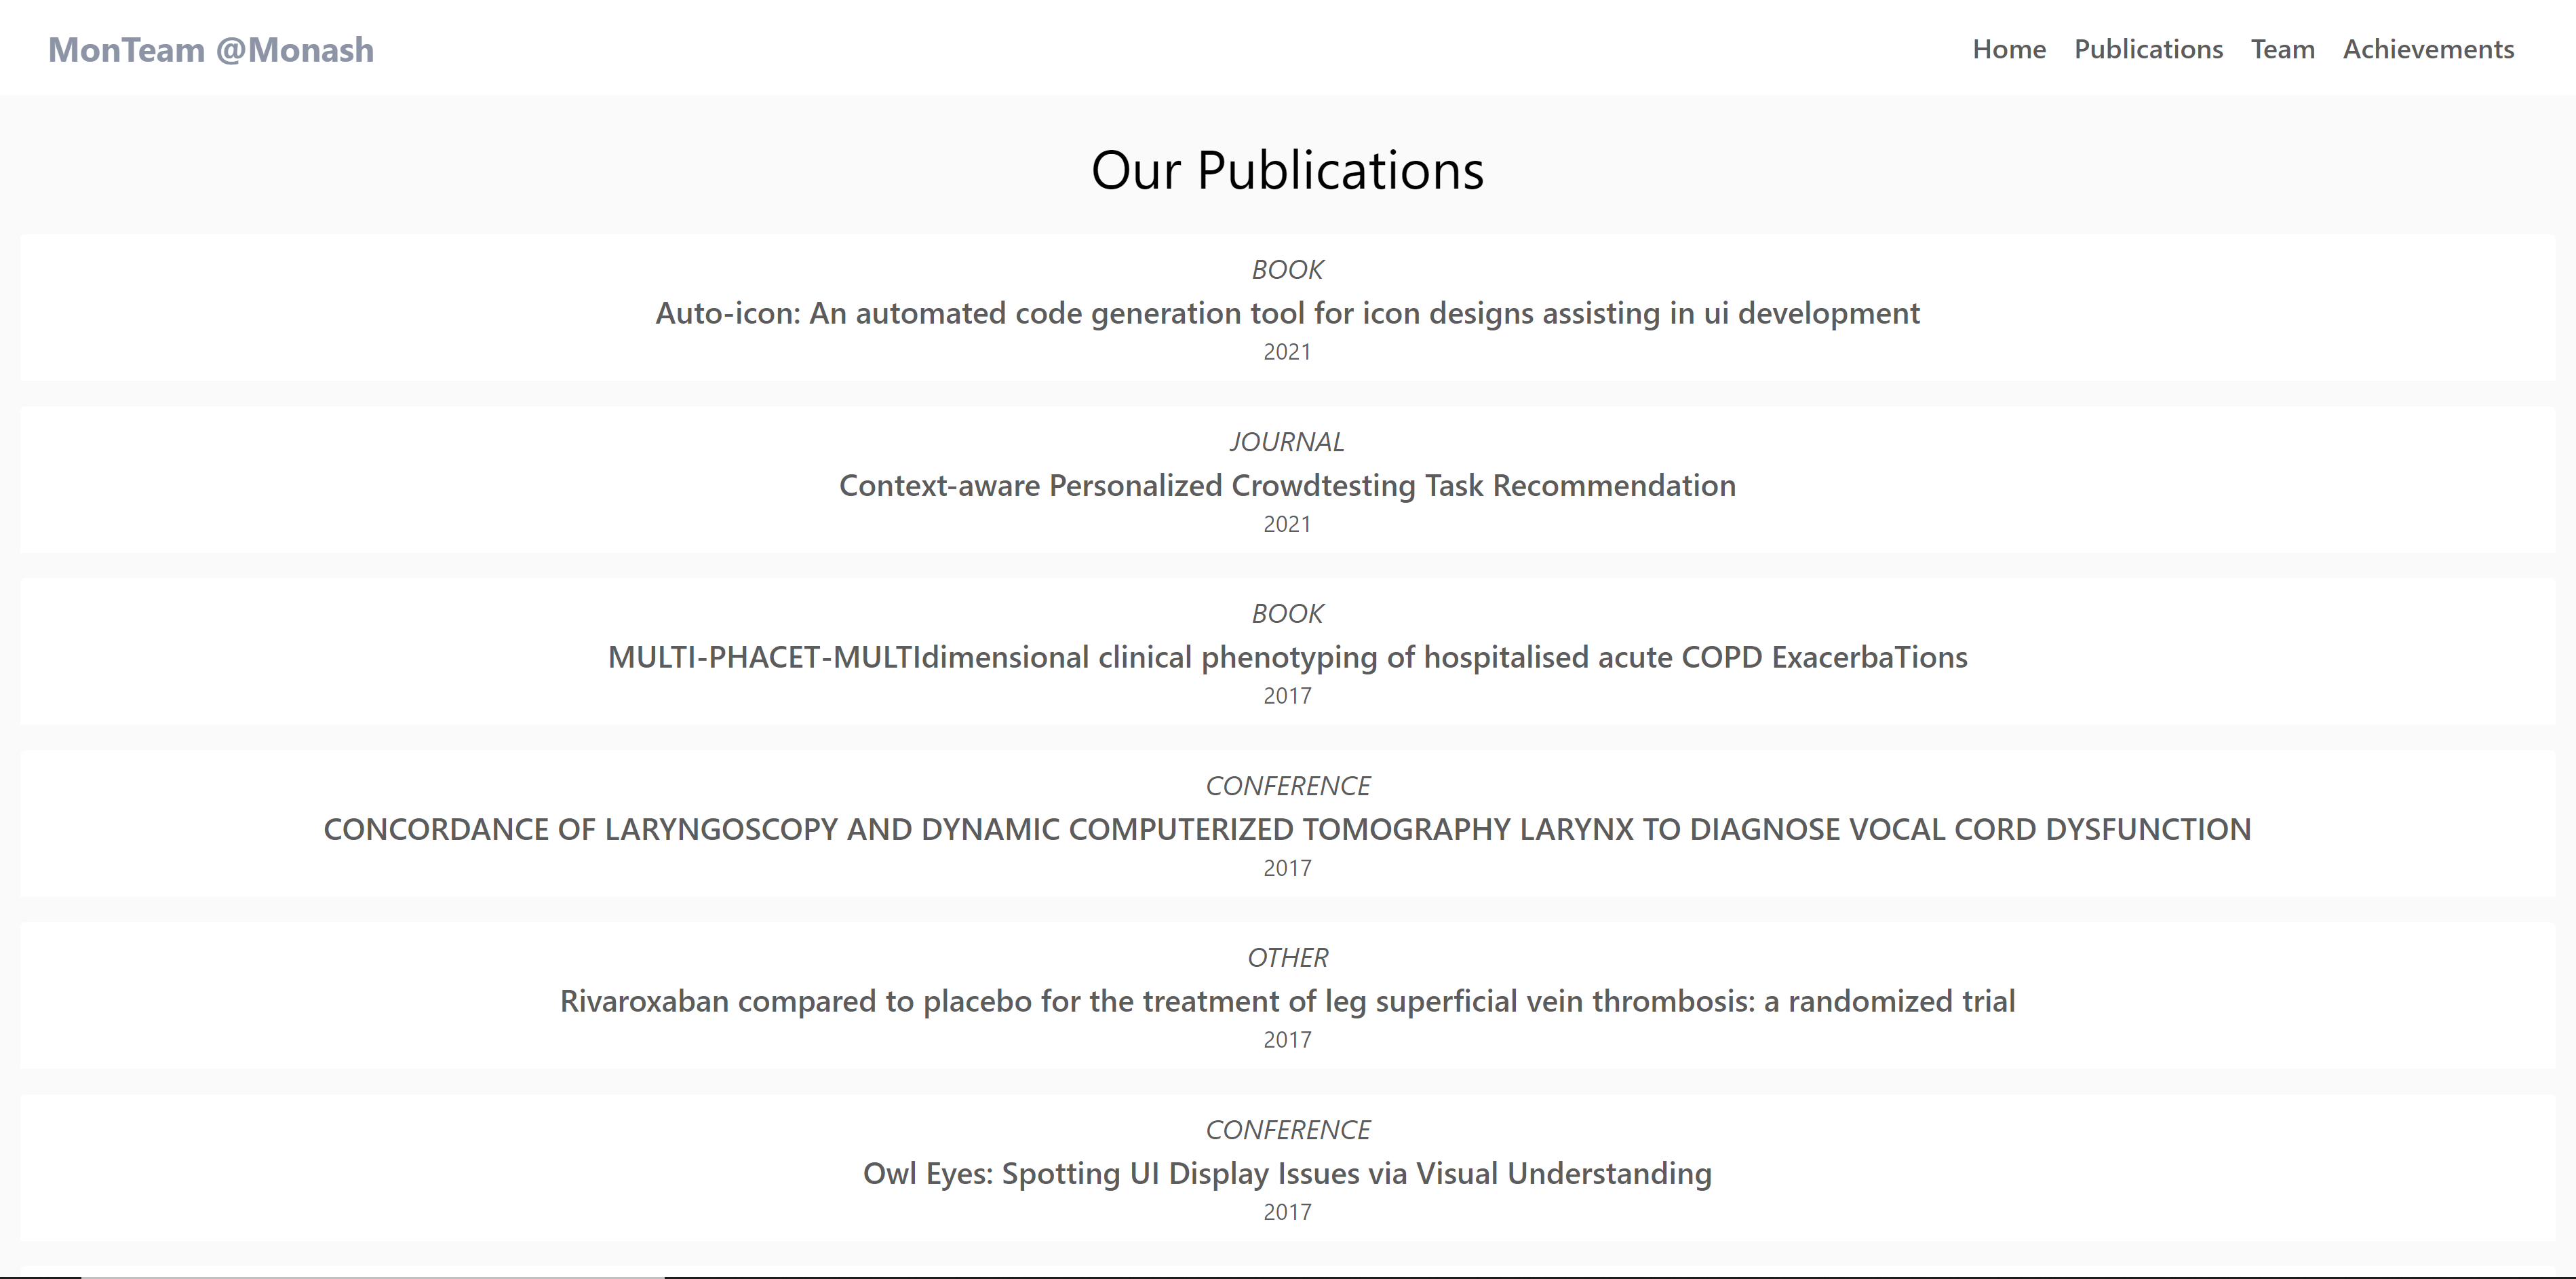 MonTeam @Monash
Home Publications Team Achievements
Our Publications
BOOK
Auto-icon: An automated code generation tool for icon designs assisting in ui development
2021
JOURNAL
Context-aware Personalized Crowdtesting Task Recommendation
2021
BOOK
MULTI-PHACET-MULTIdimensional clinical phenotyping of hospitalised acute COPD ExacerbaTions
2017
CONFERENCE
CONCORDANCE OF LARYNGOSCOPY AND DYNAMIC COMPUTERIZED TOMOGRAPHY LARYNX TO DIAGNOSE VOCAL CORD DYSFUNCTION
2017
OTHER
Rivaroxaban compared to placebo for the treatment of leg superficial vein thrombosis: a randomized trial
2017
CONFERENCE
Owl Eyes: Spotting UI Display Issues via Visual Understanding
2017